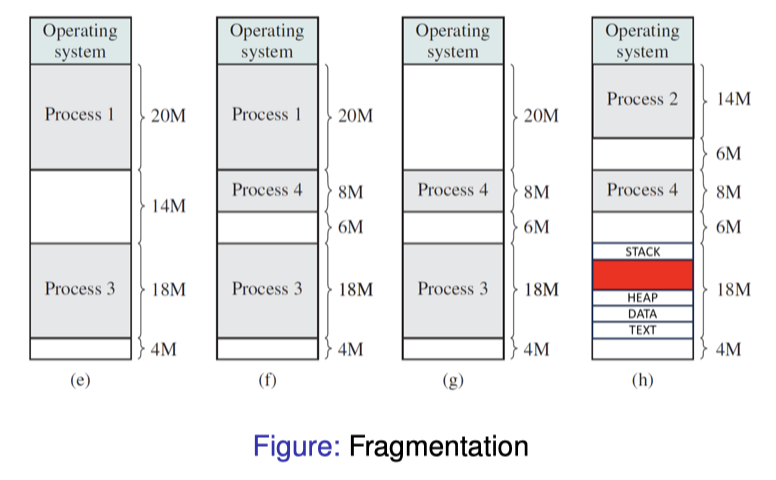 Operating
system
Process 1
20M
14M
Process 3
18M
4M
(e)
Operating
system
Process 1
20M
Process 4
8M
6M
Process 3
18M
4M
(f)
Operating
system
20M
Process 4
8M
6M
Process 3
18M
4M
(g)
Operating
system
Process 2
14M
6M
Process 4
8M
6M
STACK
18M
HEAP
DATA
TEXT
4M
(h)
Figure: Fragmentation